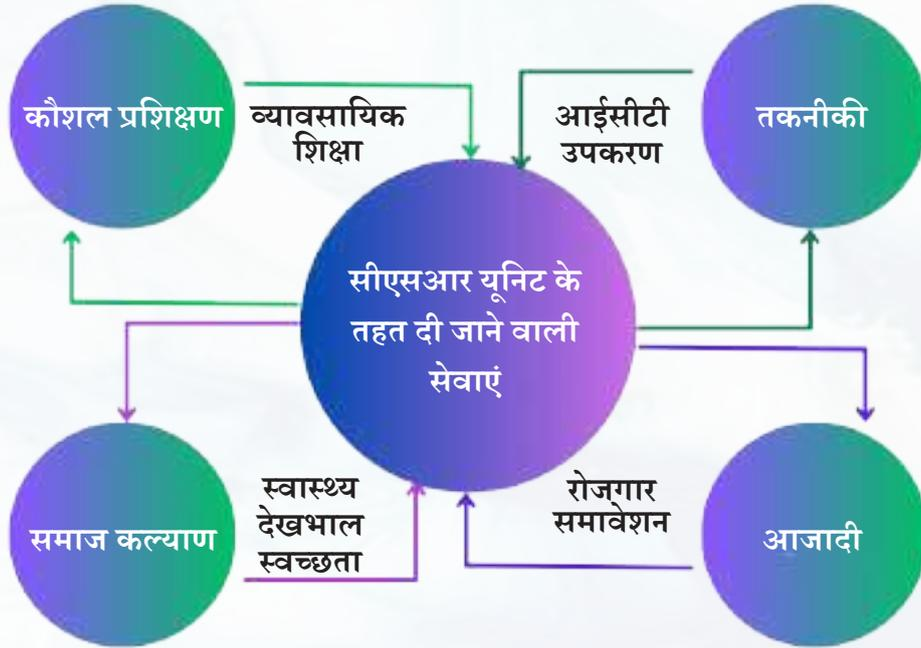 कौशल प्रशिक्षण
व्यावसायिक
शिक्षा
आईसीटी
उपकरण
तकनीकी
सीएसआर यूनिट के
तहत दी जाने वाली
सेवाएं
समाज कल्याण
स्वास्थ्य
देखभाल
स्वच्छता
रोजगार
समावेशन
आजादी